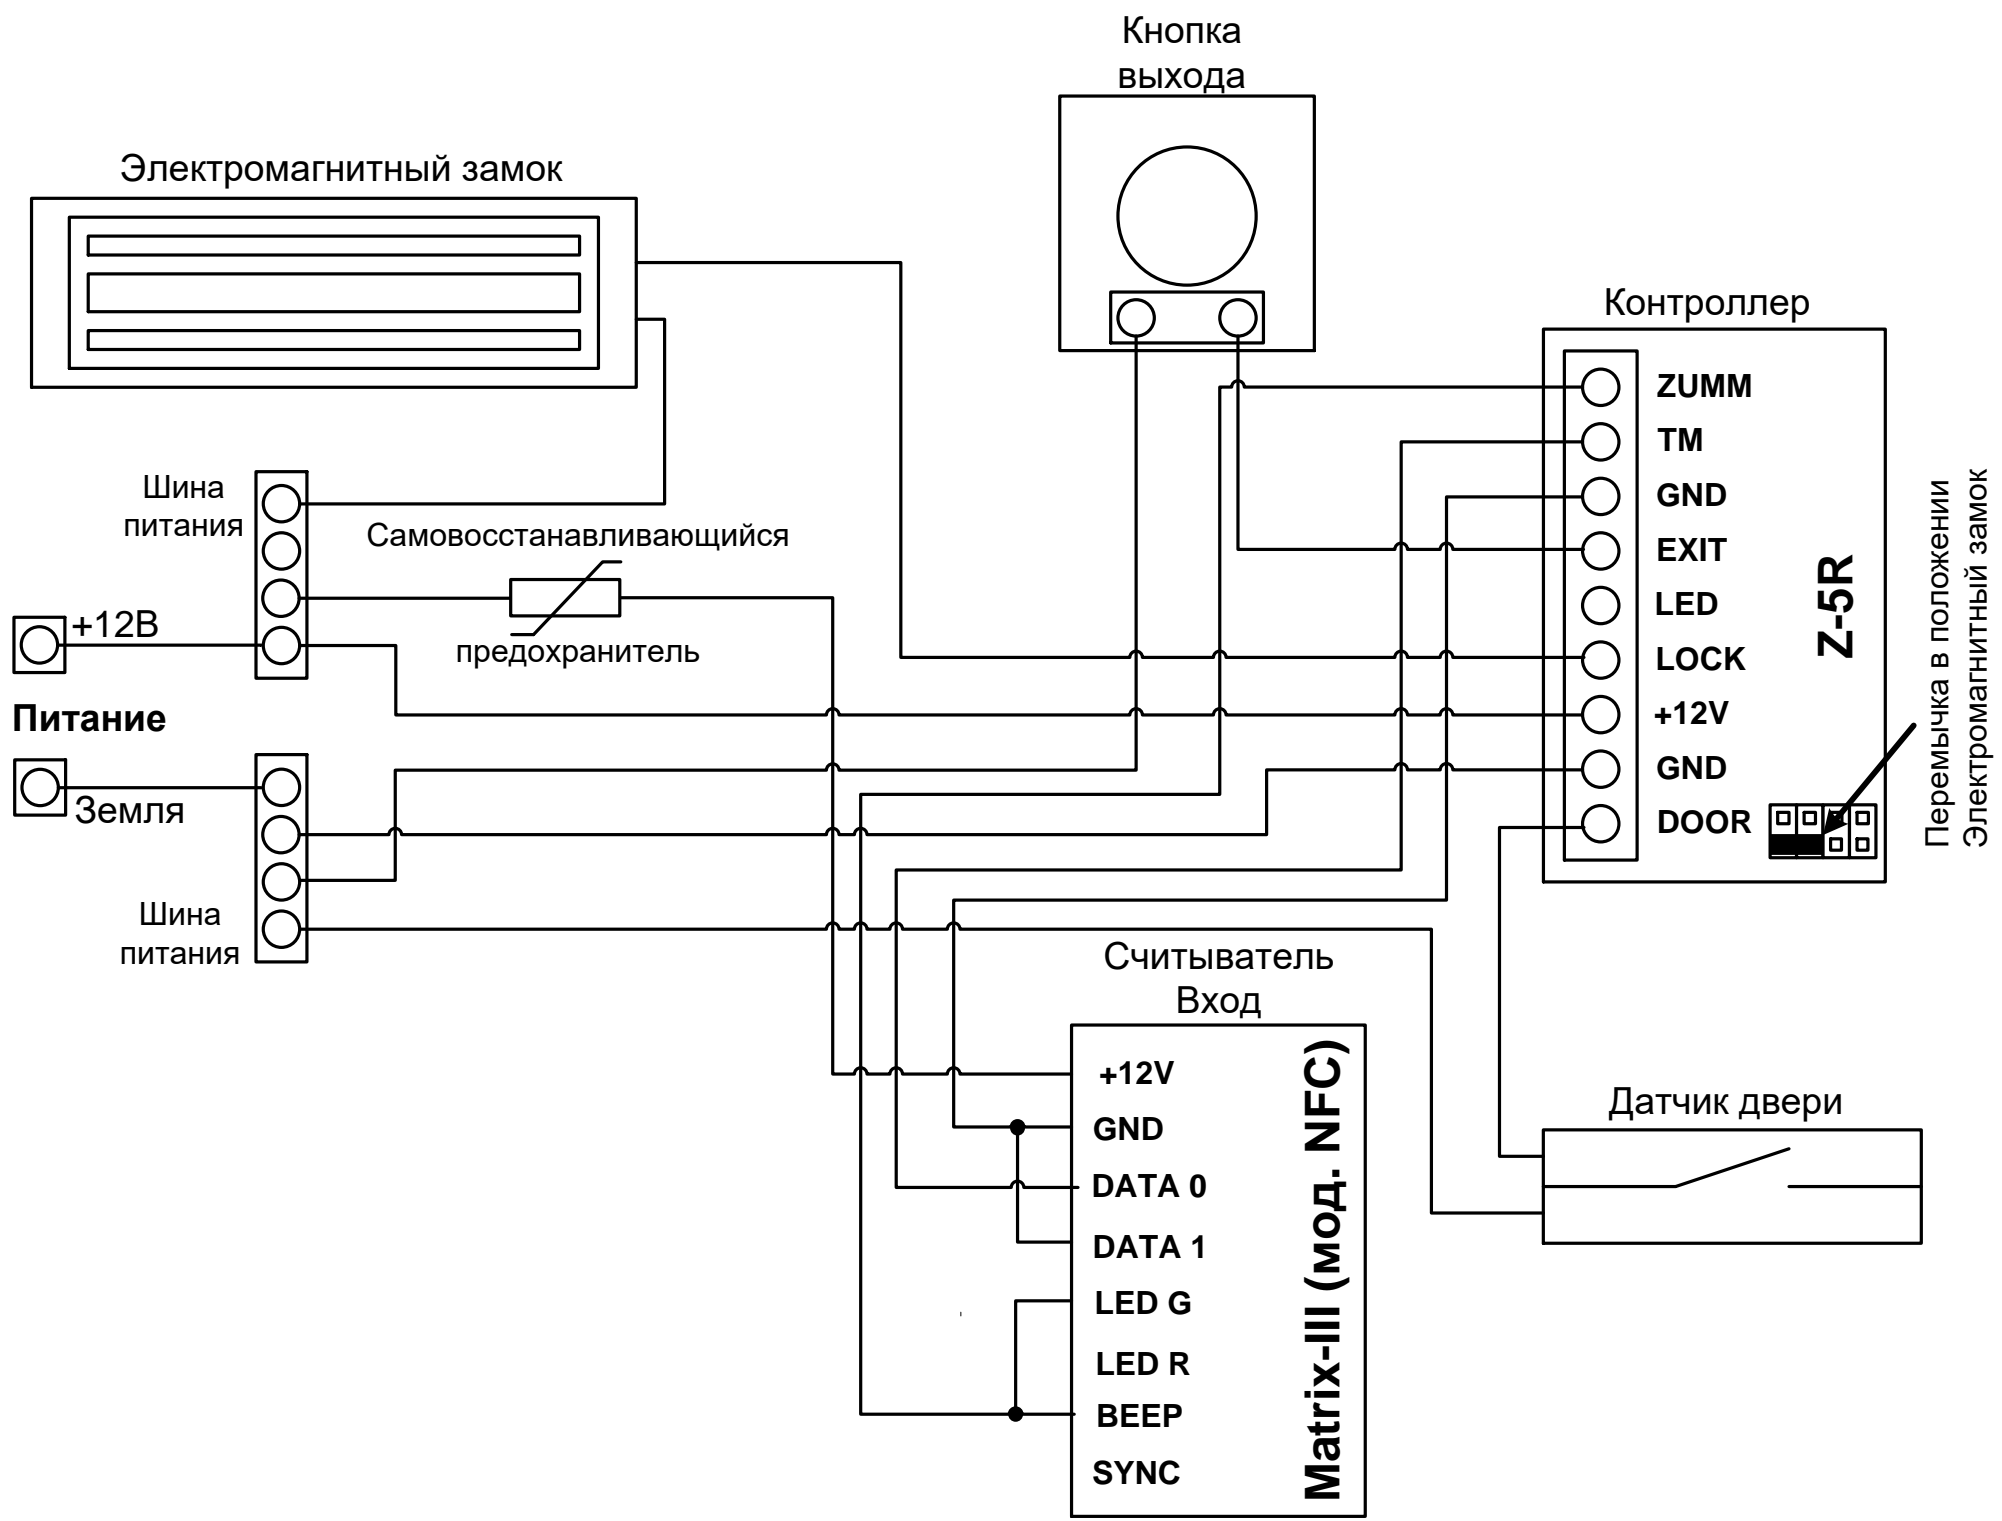 Кнопка
выхода
Электромагнитный замок
Контроллер
ZUMM
TM
GND
EXIT
LED
LOCK
+12V
GND
DOOR
Z-5R
Перемычка в положении
Электромагнитный замок
Шина
питания
Самовосстанавливающийся
предохранитель
+12В
Питание
Земля
Шина
питания
Считыватель
Вход
+12V
GND
DATA 0
DATA 1
LED G
LED R
BEEP
SYNC
Matrix-III (мод. NFC)
Датчик двери